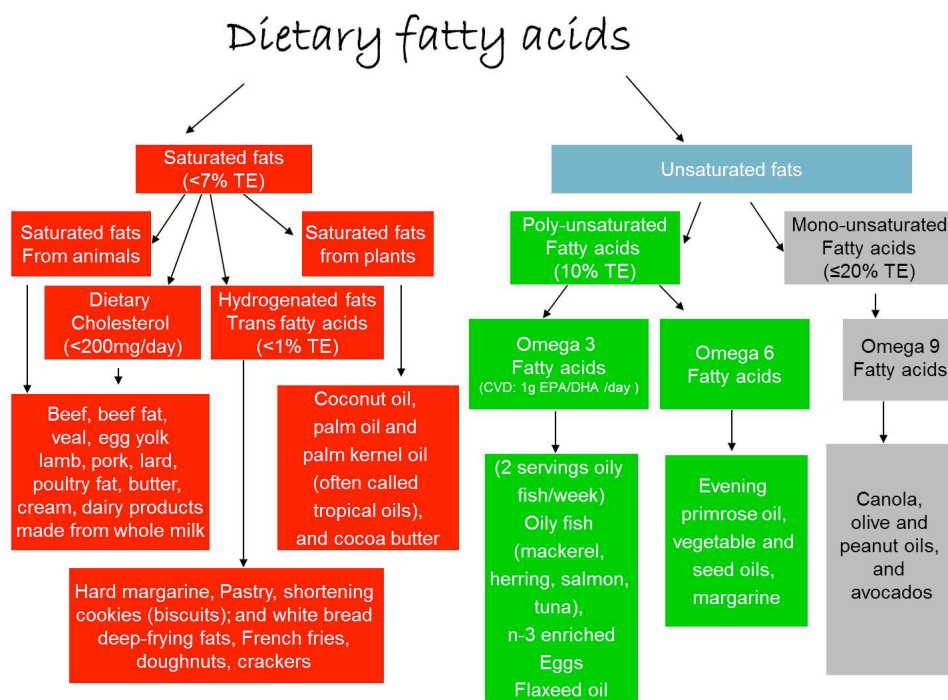 Dietary fatty acids
Saturated fats
(<7% TE)
Unsaturated fats
Saturated fats
From animals
Saturated fats
from plants
Poly-unsaturated
Fatty acids
(10% TE)
Mono-unsaturated
Fatty acids
(≤20% TE)
Dietary
Cholesterol
(<200mg/day)
Hydrogenated fats
Trans fatty acids
(<1% TE)
Omega 3
Fatty acids
(CVD: 1g EPA/DHA /day )
Omega 6
Fatty acids
Omega 9
Fatty acids
Beef, beef fat,
veal, egg yolk
lamb, pork, lard,
poultry fat, butter,
cream, dairy products
made from whole milk
Coconut oil,
palm oil and
palm kernel oil
(often called
tropical oils),
and cocoa butter
(2 servings oily
fish/week)
Oily fish
(mackerel,
herring, salmon,
tuna),
n-3 enriched
Eggs
Flaxeed oil
Evening
primrose oil,
vegetable and
seed oils,
margarine
Canola,
olive and
peanut oils,
and
avocados
Hard margarine, Pastry, shortening
cookies (biscuits); and white bread
deep-frying fats, French fries,
doughnuts, crackers